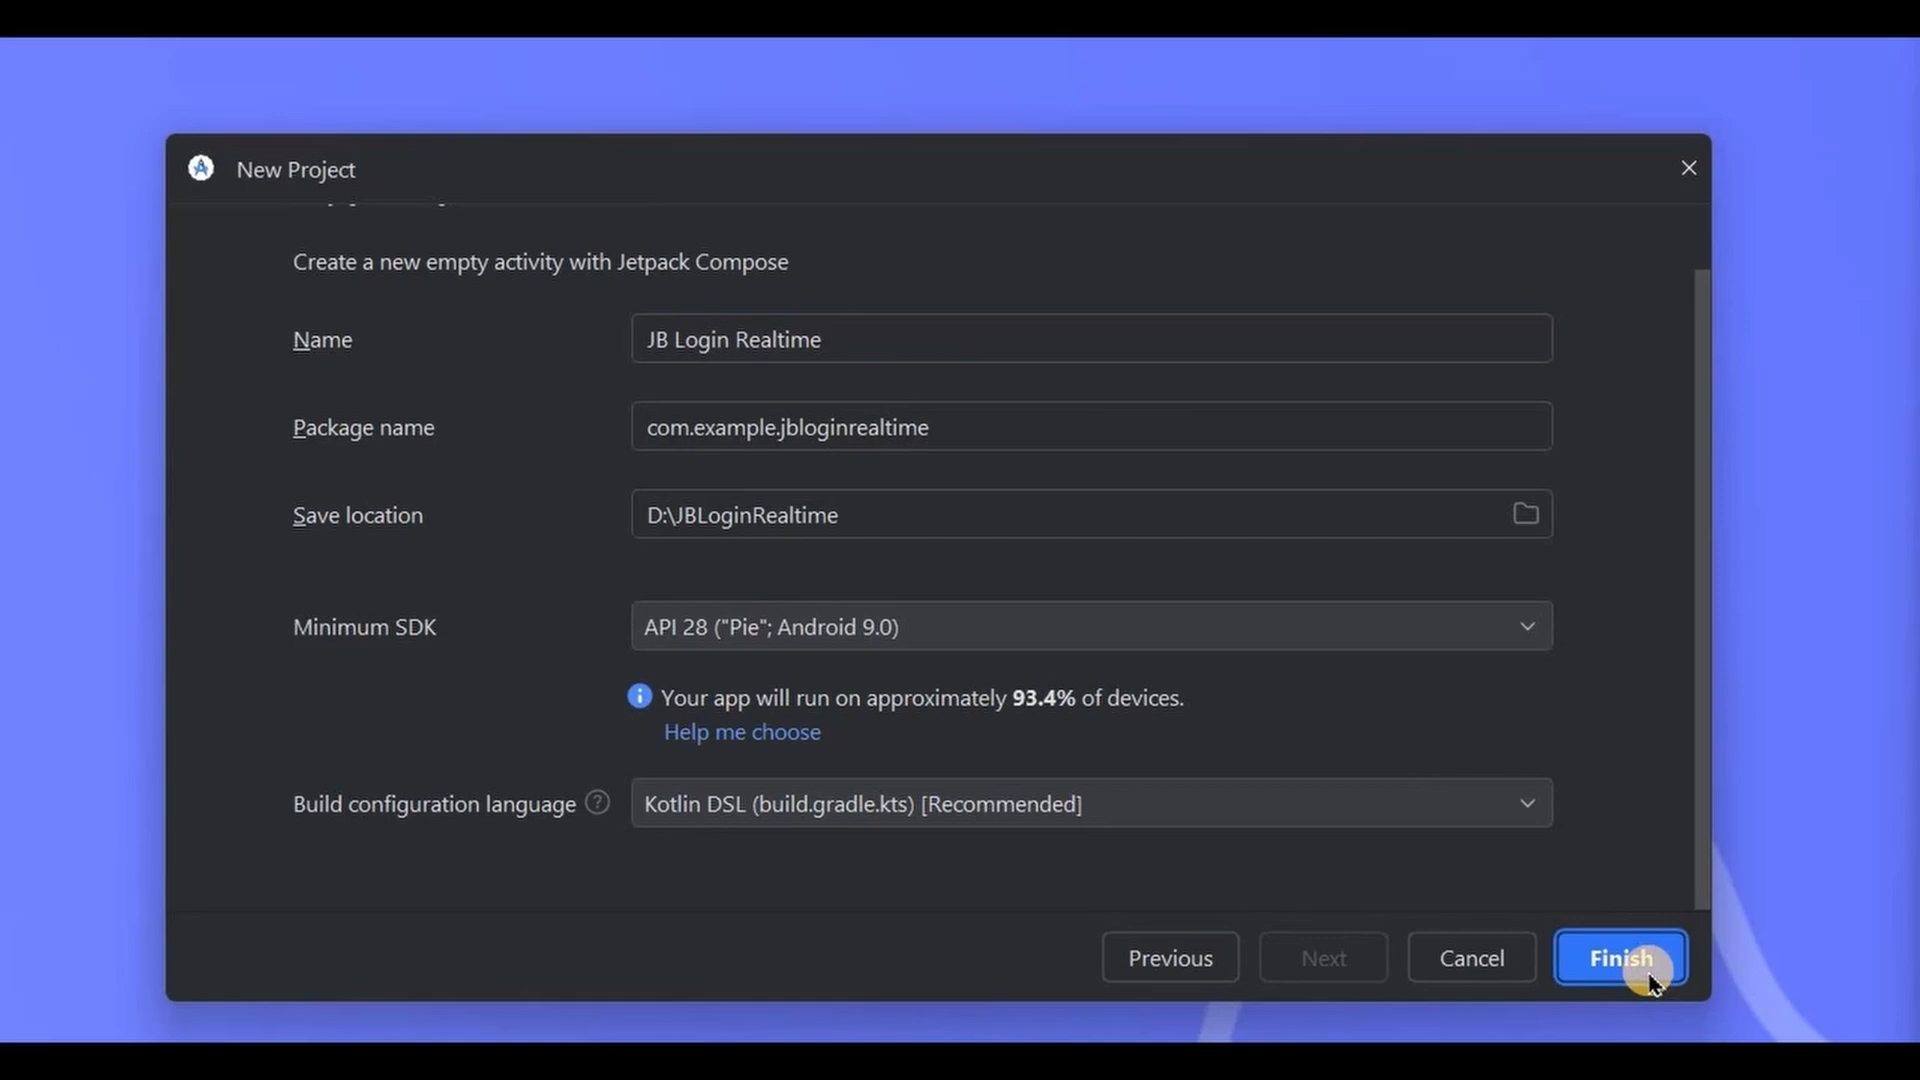 New Project
Create a new empty activity with Jetpack Compose
Name
JB Login Realtime
Package name
com.example.jbloginrealtime
Save location
D:\JBLoginRealtime
Minimum SDK
API 28 ("Pie"; Android 9.0)
Your app will run on approximately 93.4% of devices.
Help me choose
Build configuration language ?
Kotlin DSL (build.gradle.kts) [Recommended]
Previous
Next
Cancel
Finish